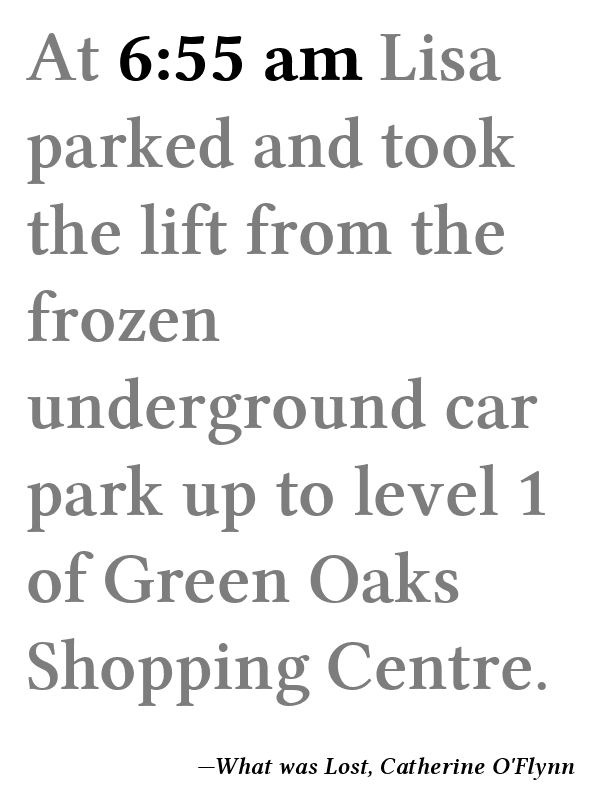 At 6:55 am Lisa
parked and took
the lift from the
frozen
underground car
park up to level 1
of Green Oaks
Shopping Centre.
—What was Lost, Catherine O'Flynn